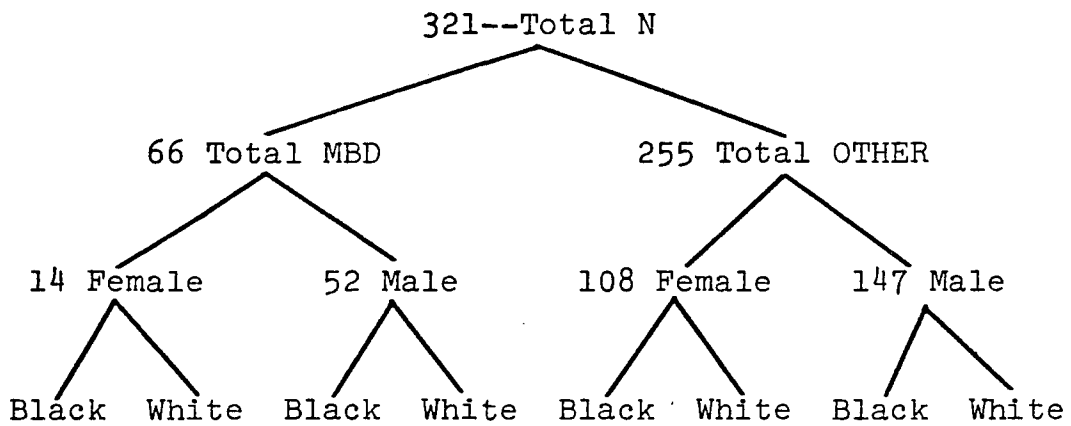 321--Total N
66 Total MBD 255 Total OTHER
14 Female 52 Male 108 Female 147 Male
Black White Black White Black White Black White